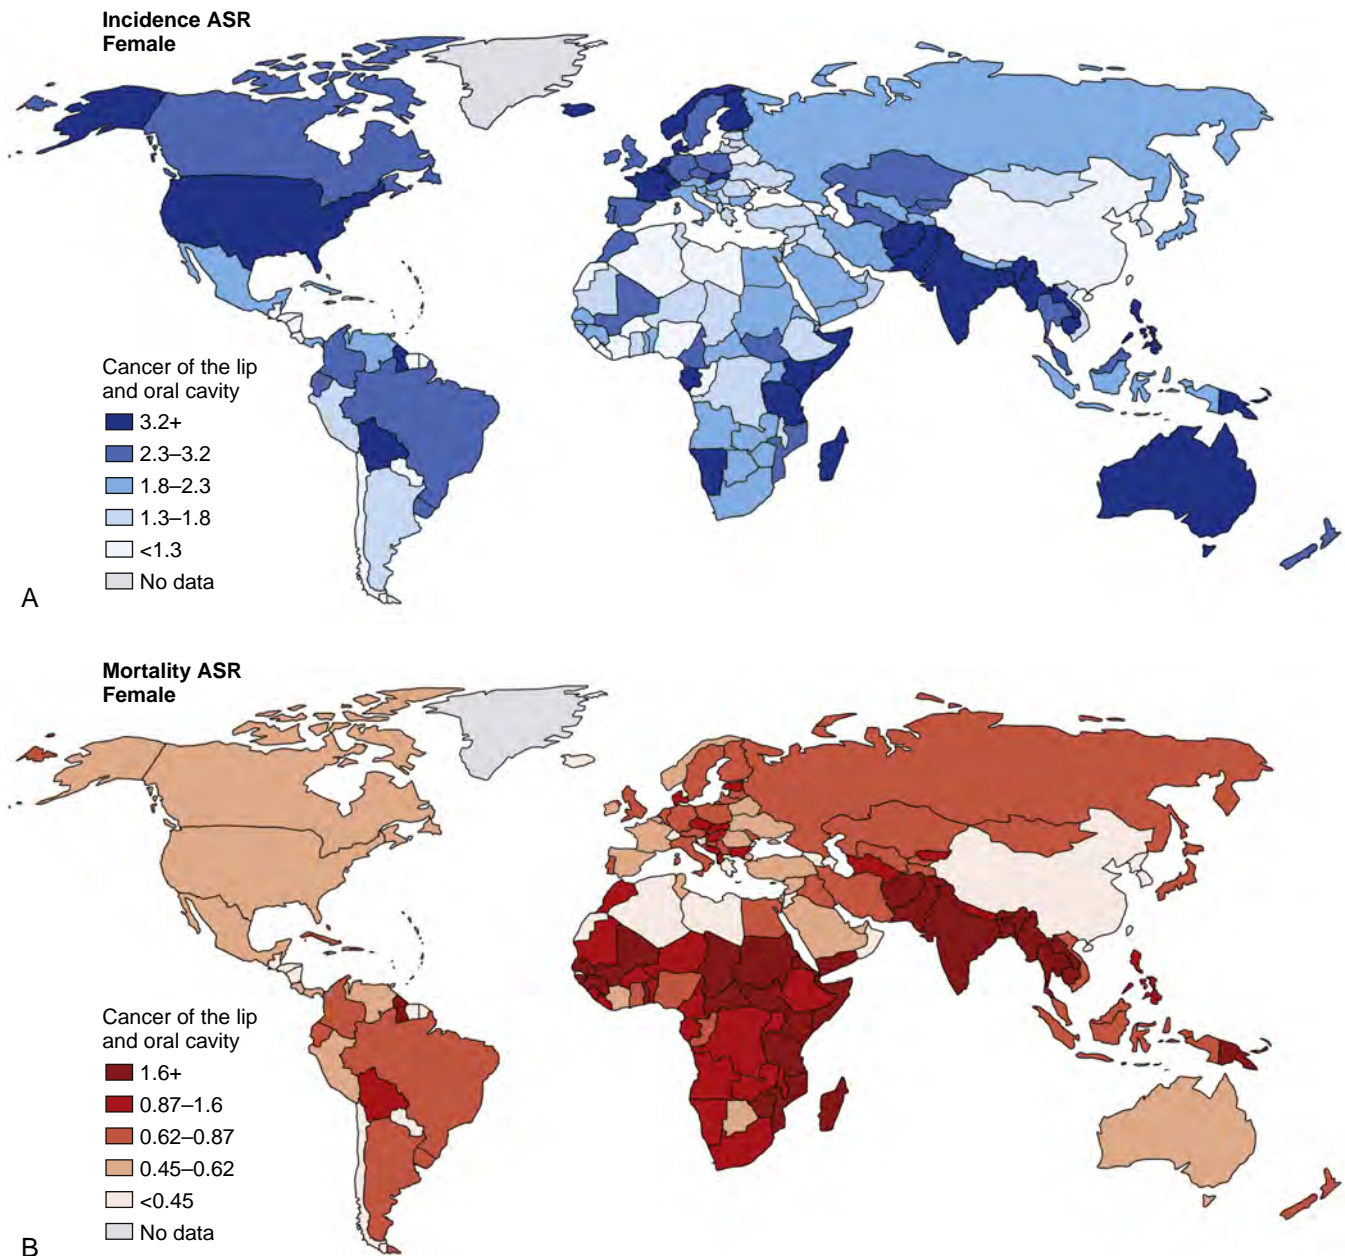 Incidence ASR
Female
Cancer of the lip
and oral cavity
3.2+
2.3–3.2
1.8–2.3
1.3–1.8
<1.3
No data
A
Mortality ASR
Female
Cancer of the lip
and oral cavity
1.6+
0.87–1.6
0.62–0.87
0.45–0.62
<0.45
No data
B